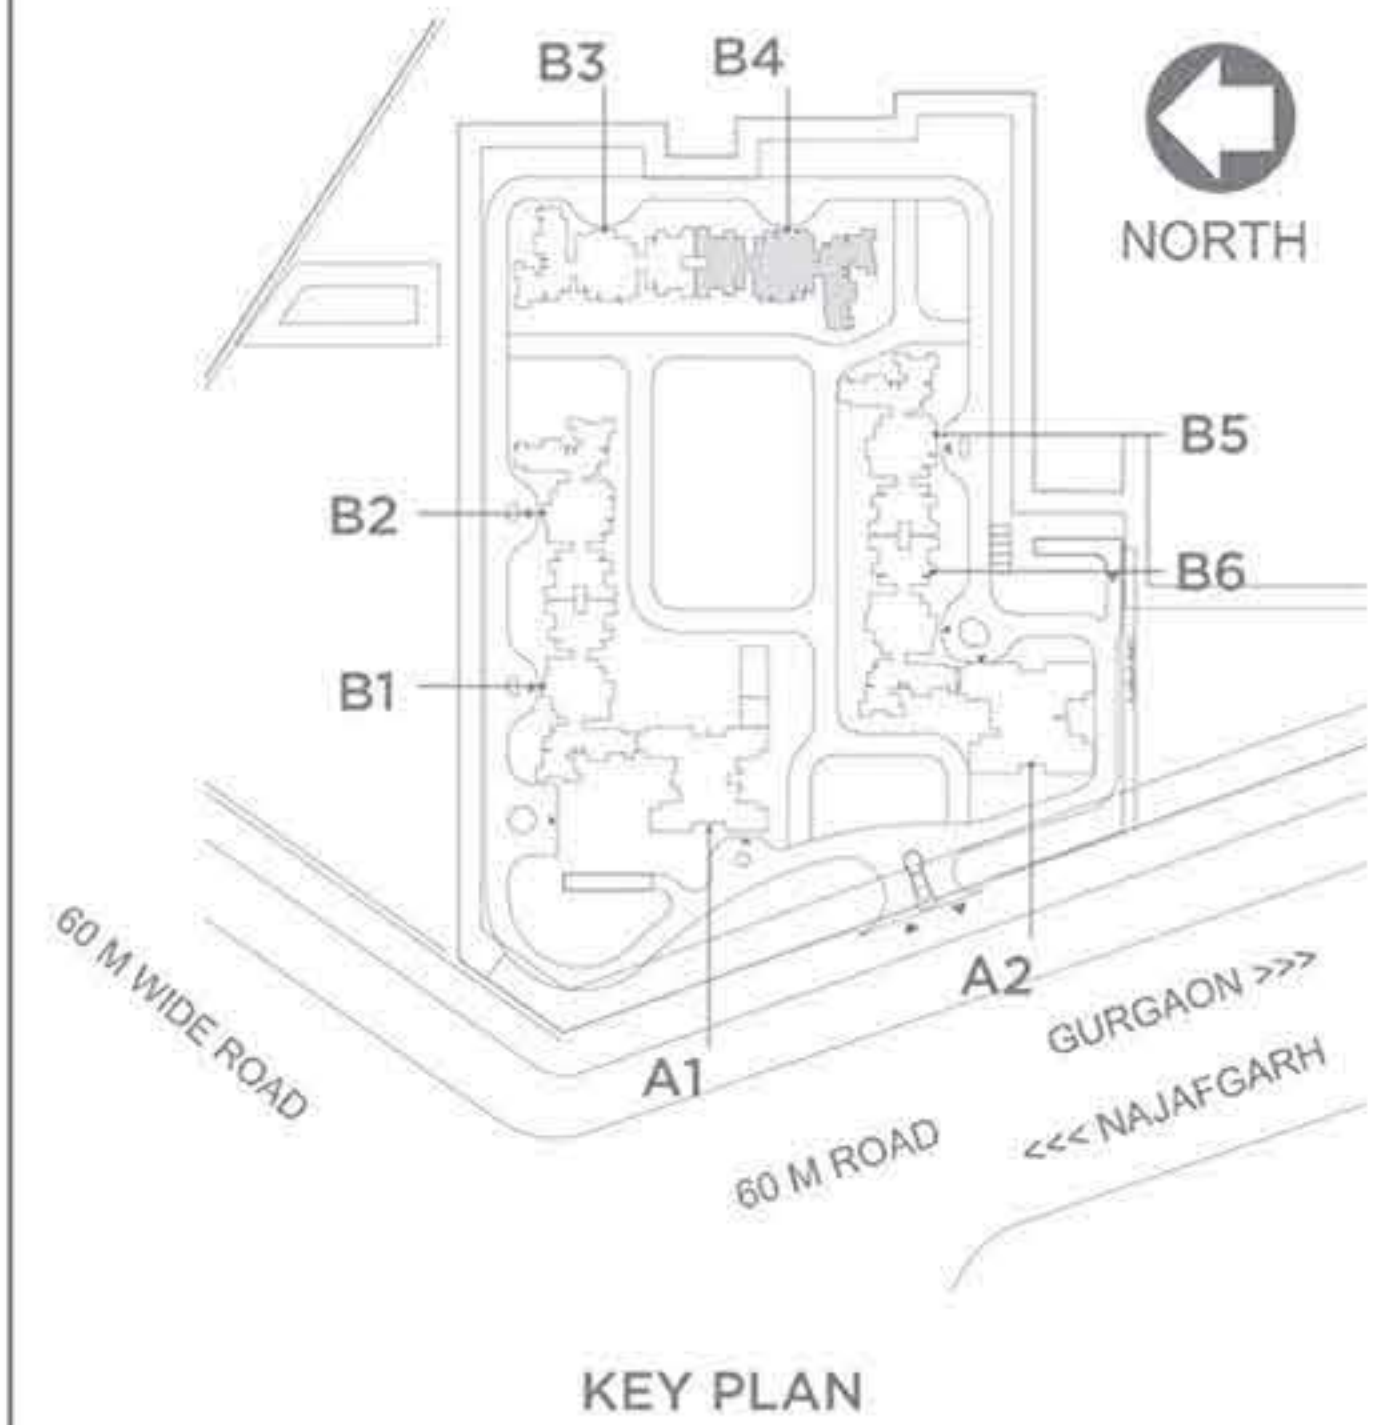 B3
B4
NORTH
B5
B2
B6
B1
A2
GURGAON >>>
60 M WIDE ROAD
A1
<<< NAJAFGARH
60 M ROAD
KEY PLAN